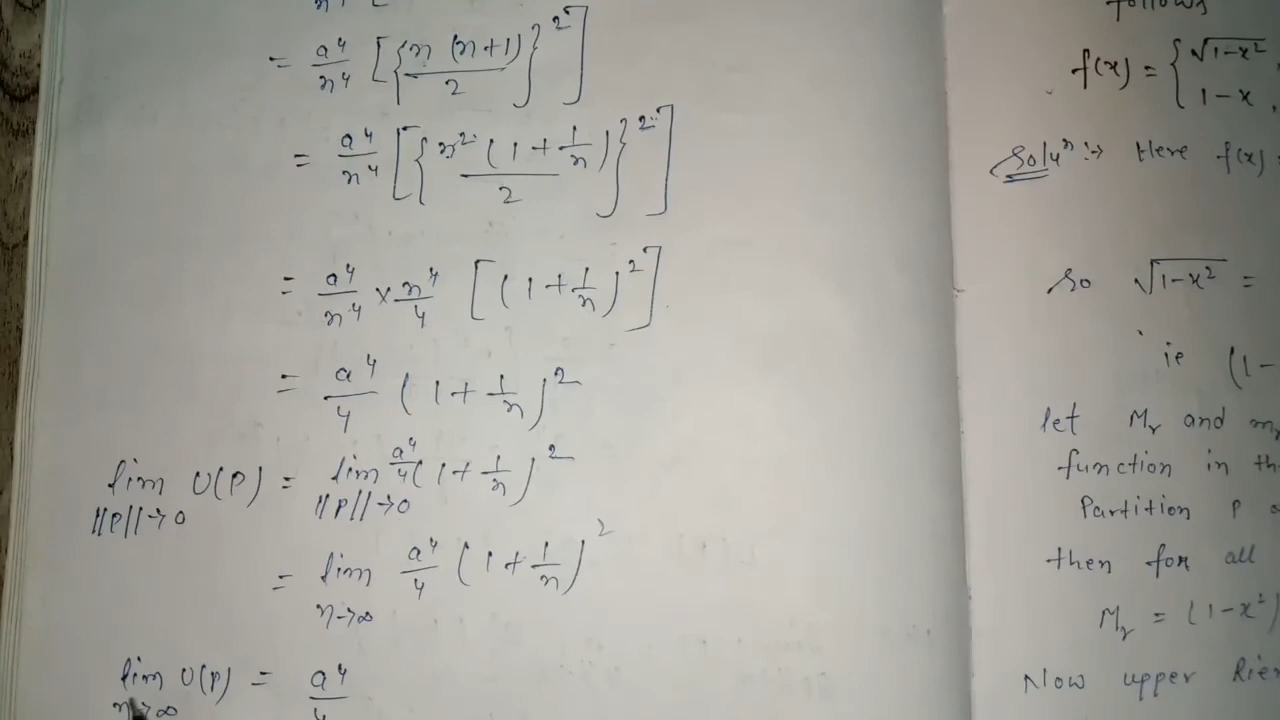 = a⁴/n⁴ [{n (n+1)/2}²]
= a⁴/n⁴ [{n² (1 + 1/n)/2}²]
= a⁴/n⁴ × n⁴/4 [(1 + 1/n)²]
= a⁴/4 (1 + 1/n)²
lim ||P||→0 U(P) = lim ||P||→0 a⁴/4 (1 + 1/n)²
= lim n→∞ a⁴/4 (1 + 1/n)²
lim n→∞ U(P) = a⁴/4
follows
f(x) = { √1-x²
1-x,
Solⁿ :→ Here f(x) =
so √1-x² =
ie (1-
let Mᵣ and mᵣ
function in th
Partition P
then for all
Mᵣ = (1-x²)
Now upper Rie